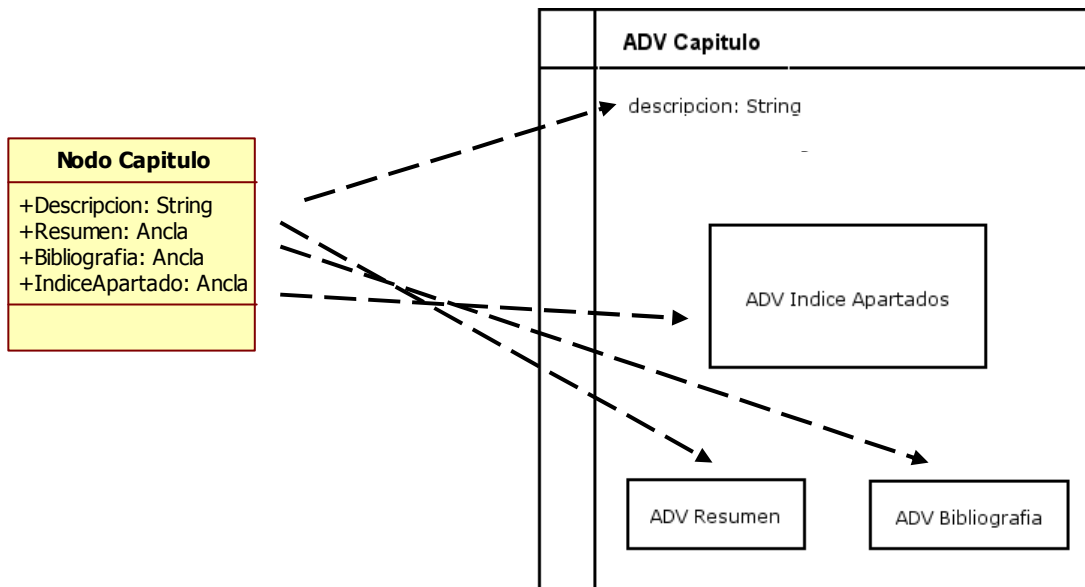 ADV Capitulo
descripcion: String
Nodo Capitulo
+Descripcion: String
+Resumen: Ancla
+Bibliografia: Ancla
+IndiceApartado: Ancla
ADV Indice Apartados
ADV Resumen
ADV Bibliografia